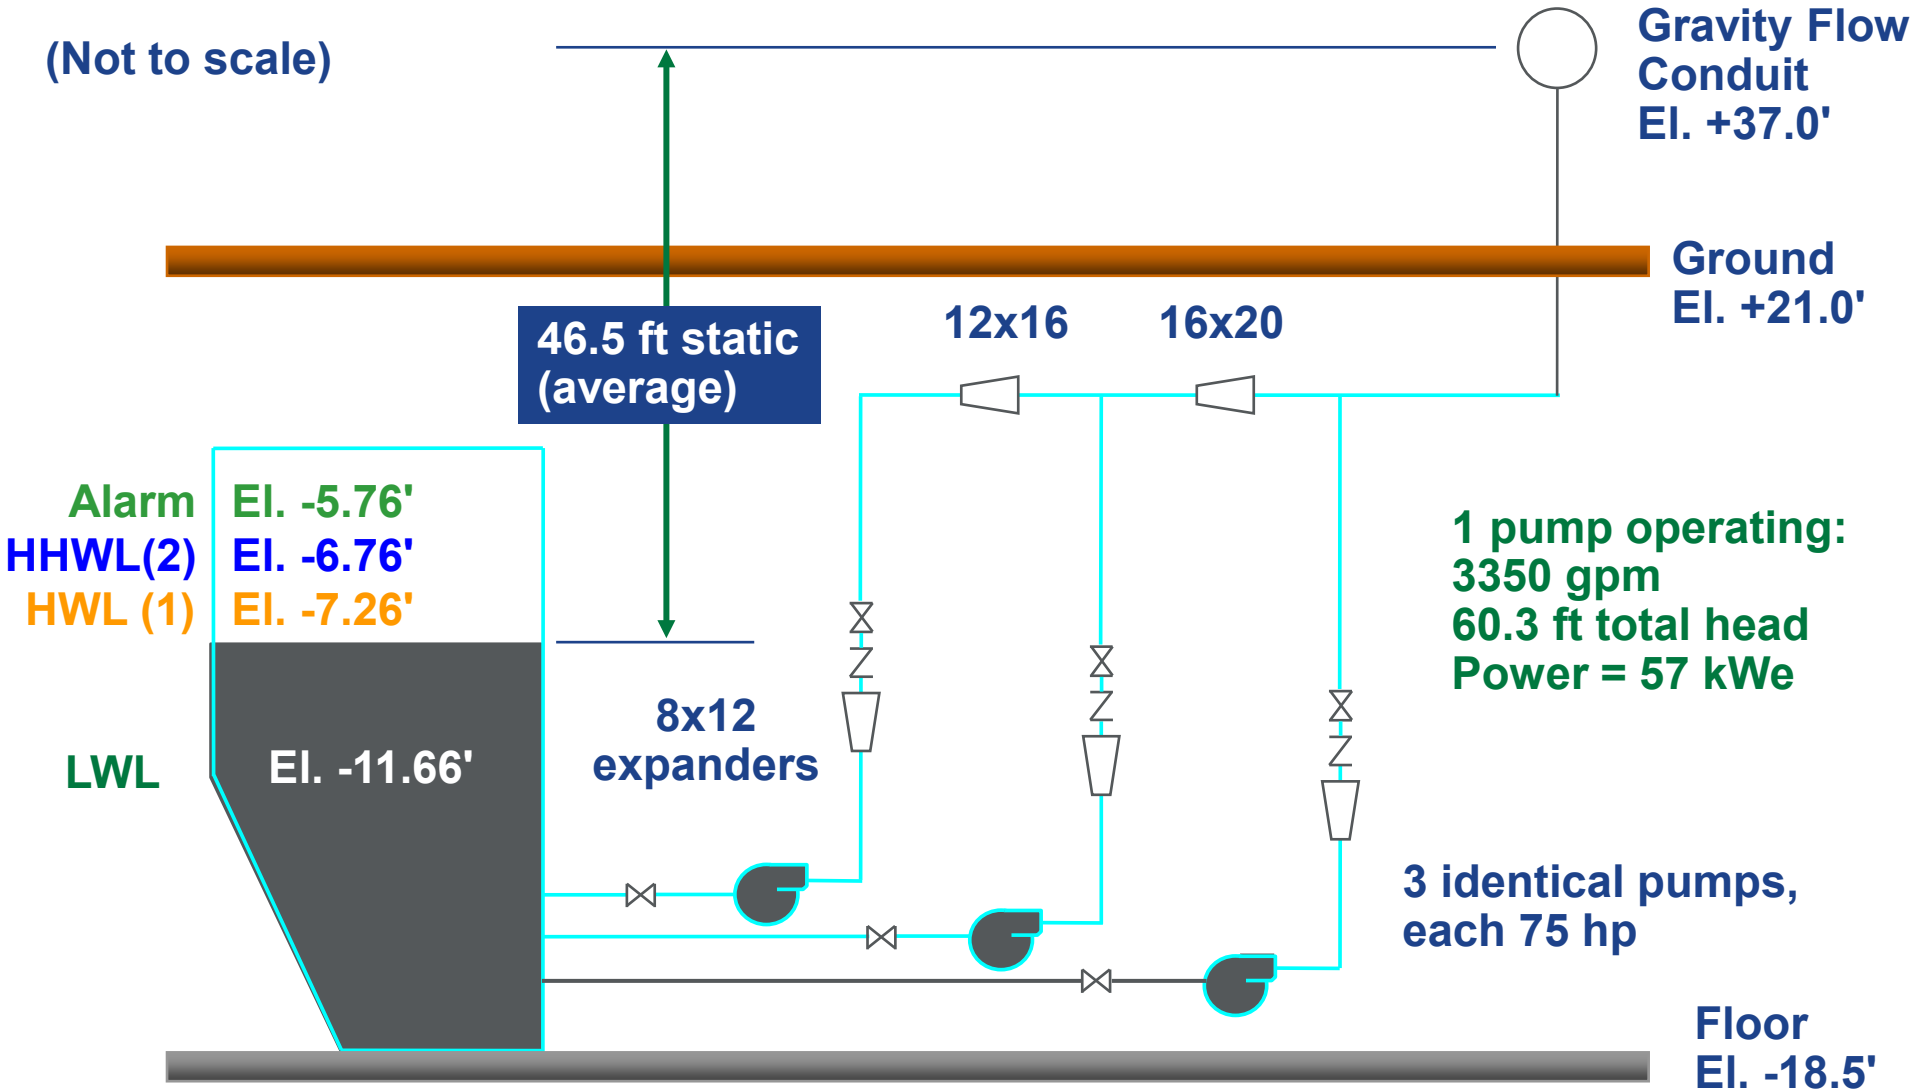 (Not to scale)
Gravity Flow
Conduit
El. +37.0'
Ground
El. +21.0'
46.5 ft static
(average)
12x16
16x20
Alarm El. -5.76'
HHWL(2) El. -6.76'
HWL (1) El. -7.26'
LWL El. -11.66'
8x12
expanders
1 pump operating:
3350 gpm
60.3 ft total head
Power = 57 kWe
3 identical pumps,
each 75 hp
Floor
El. -18.5'